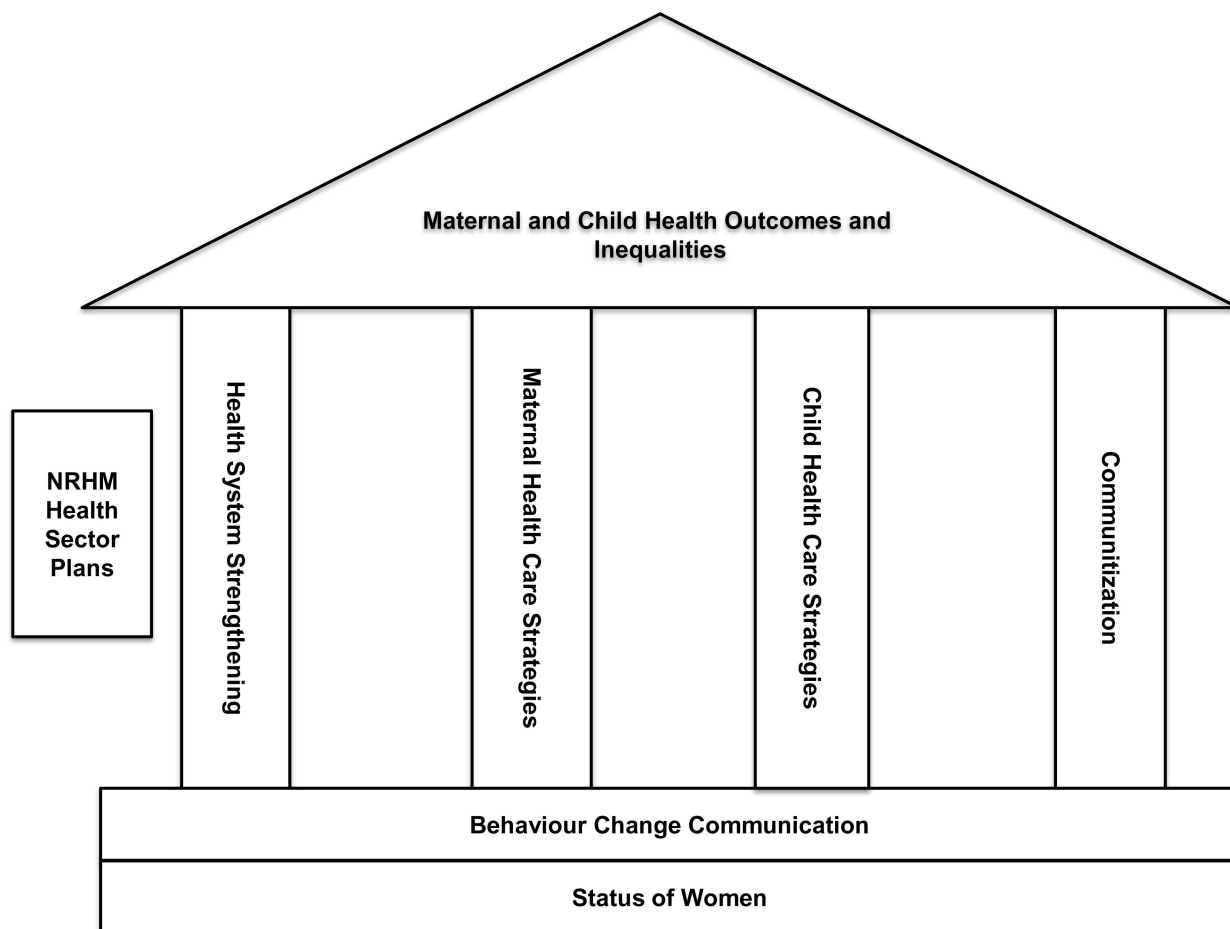 Maternal and Child Health Outcomes and
Inequalities
NRHM
Health
Sector
Plans
Health System Strengthening
Maternal Health Care Strategies
Child Health Care Strategies
Communitization
Behaviour Change Communication
Status of Women